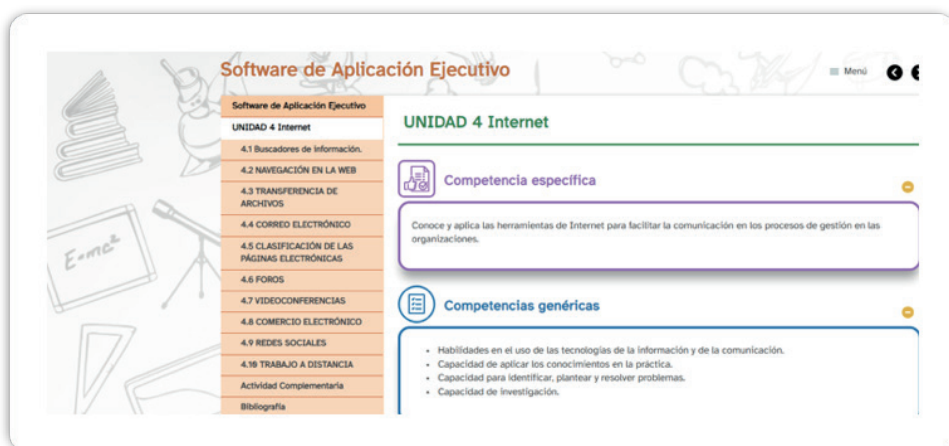 Software de Aplicación Ejecutivo
Menú
Software de Aplicación Ejecutivo
UNIDAD 4 Internet
4.1 Buscadores de información.
4.2 NAVEGACIÓN EN LA WEB
4.3 TRANSFERENCIA DE
ARCHIVOS
4.4 CORREO ELECTRÓNICO
4.5 CLASIFICACIÓN DE LAS
PÁGINAS ELECTRÓNICAS
4.6 FOROS
4.7 VIDEOCONFERENCIAS
4.8 COMERCIO ELECTRÓNICO
4.9 REDES SOCIALES
4.10 TRABAJO A DISTANCIA
Actividad Complementaria
Bibliografía
UNIDAD 4 Internet
Competencia específica
Conoce y aplica las herramientas de Internet para facilitar la comunicación en los procesos de gestión en las
organizaciones.
Competencias genéricas
• Habilidades en el uso de las tecnologías de la información y de la comunicación.
• Capacidad de aplicar los conocimientos en la práctica.
• Capacidad para identificar, plantear y resolver problemas.
• Capacidad de investigación.
E=mc²